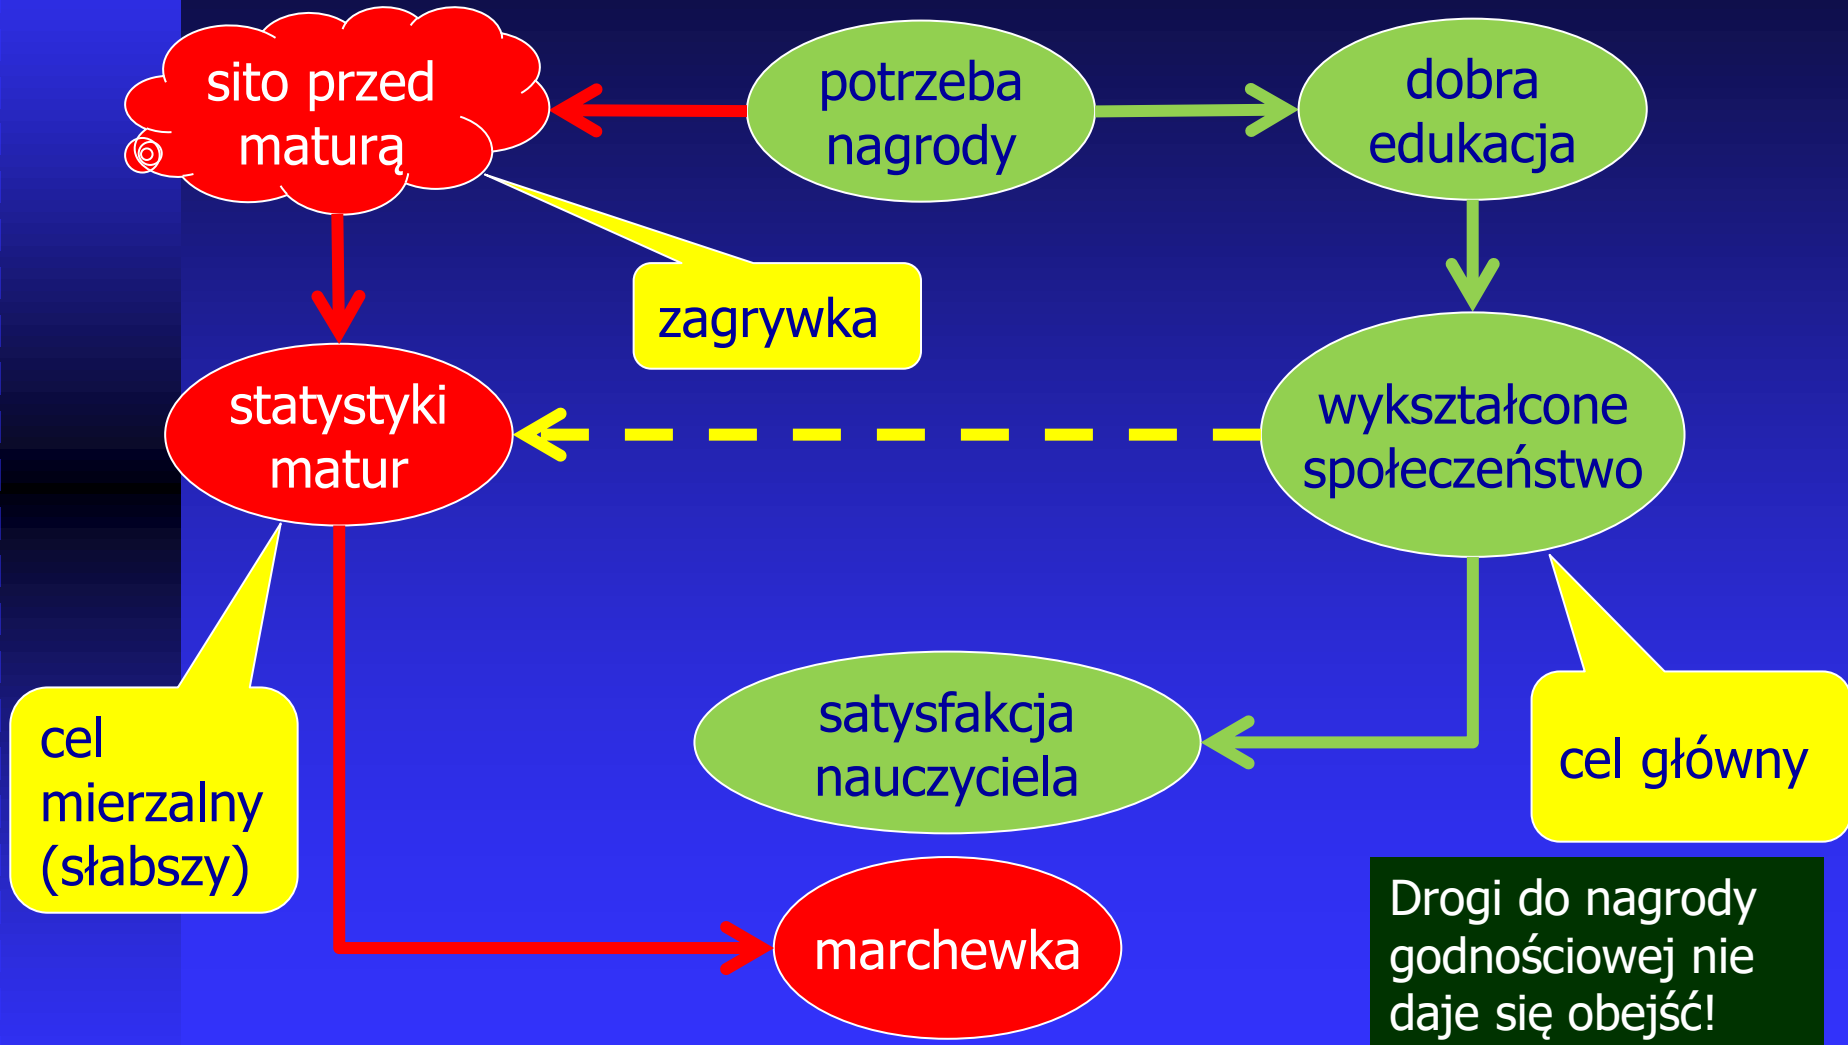 sito przed
maturą
potrzeba
nagrody
dobra
edukacja
zagrywka
statystyki
matur
wykształcone
społeczeństwo
cel
mierzalny
(słabszy)
satysfakcja
nauczyciela
cel główny
marchewka
Drogi do nagrody
godnościowej nie
daje się obejść!